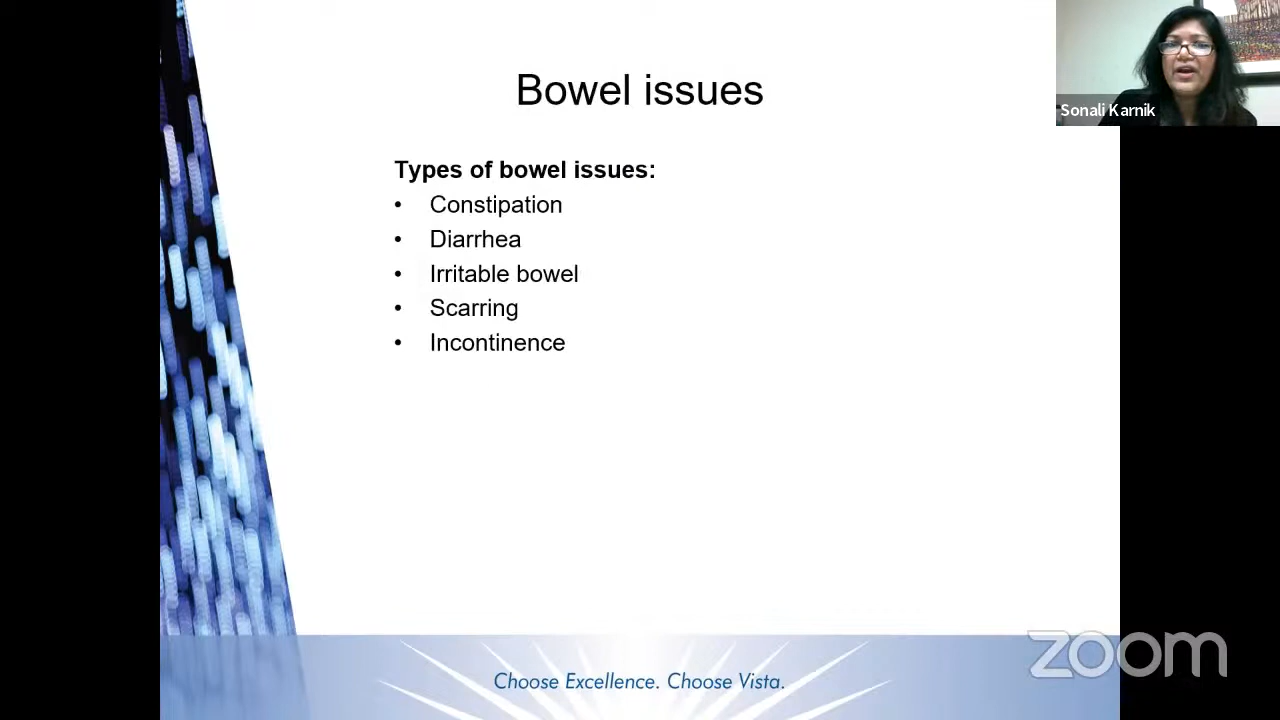 Bowel issues
Sonali Karnik
Types of bowel issues:
• Constipation
• Diarrhea
• Irritable bowel
• Scarring
• Incontinence
Choose Excellence. Choose Vista.
zoom